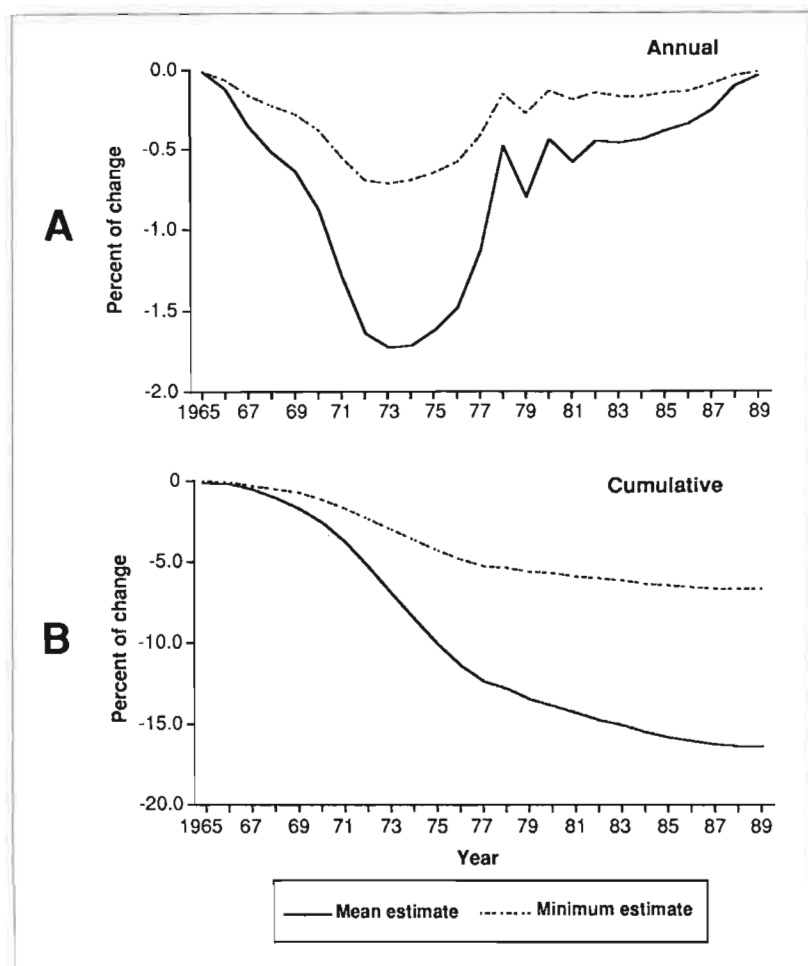 Annual
A
Percent of change
0.0
-0.5
-1.0
-1.5
-2.0
1965 67 69 71 73 75 77 79 81 83 85 87 89
Cumulative
B
Percent of change
0
-5.0
-10.0
-15.0
-20.0
1965 67 69 71 73 75 77 79 81 83 85 87 89
Year
Mean estimate Minimum estimate